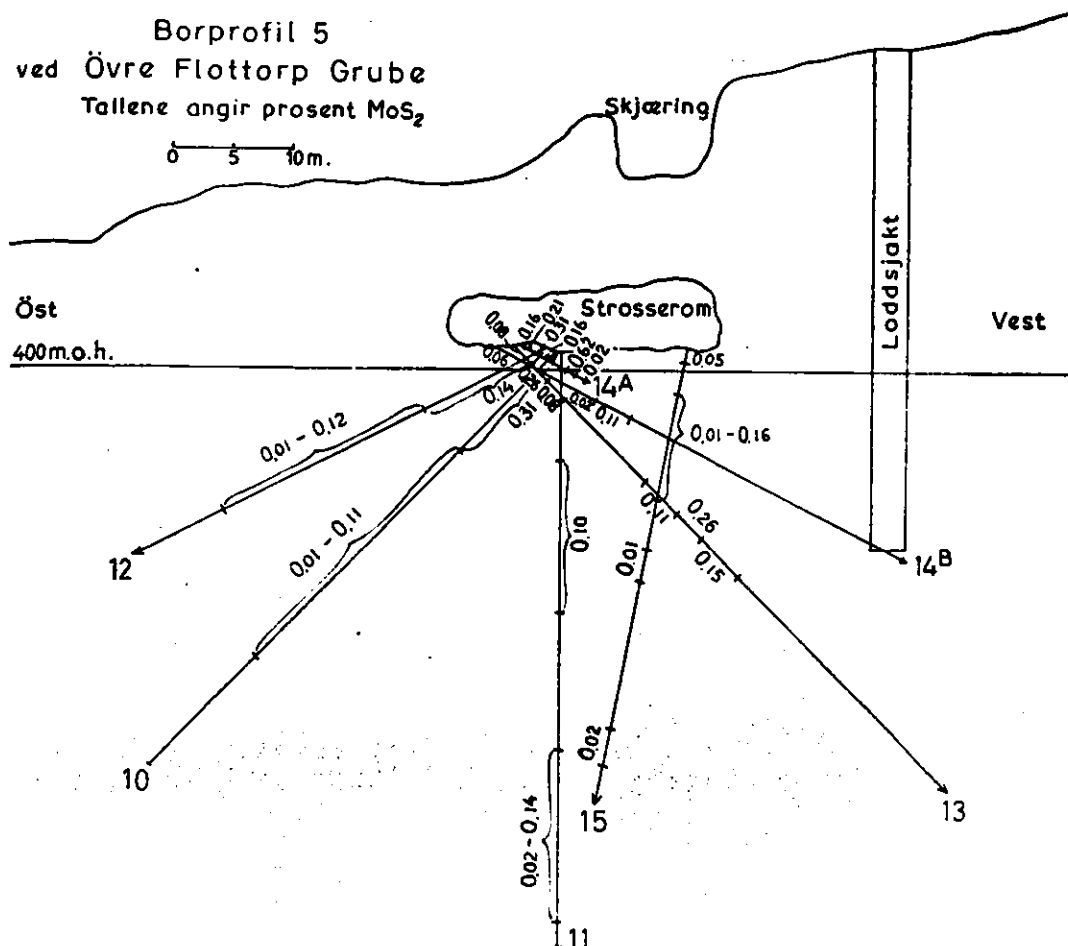 Borprofil 5
ved Övre Flottorp Grube
Tallene angir prosent MoS₂
0 5 10m.
Skjæring
Loddsjakt
Öst
Strosserom
Vest
400m.o.h.
0,08
0,16
0,21
0,31
0,16
0,62
0,02
0,06
14A
0,05
0,14
0,31
0,08
0,02
0,11
0,01-0,12
0,01-0,16
0,01-0,11
0,10
0,11
0,26
0,15
0,01
12
14B
10
0,02
15
13
0,02-0,14
11